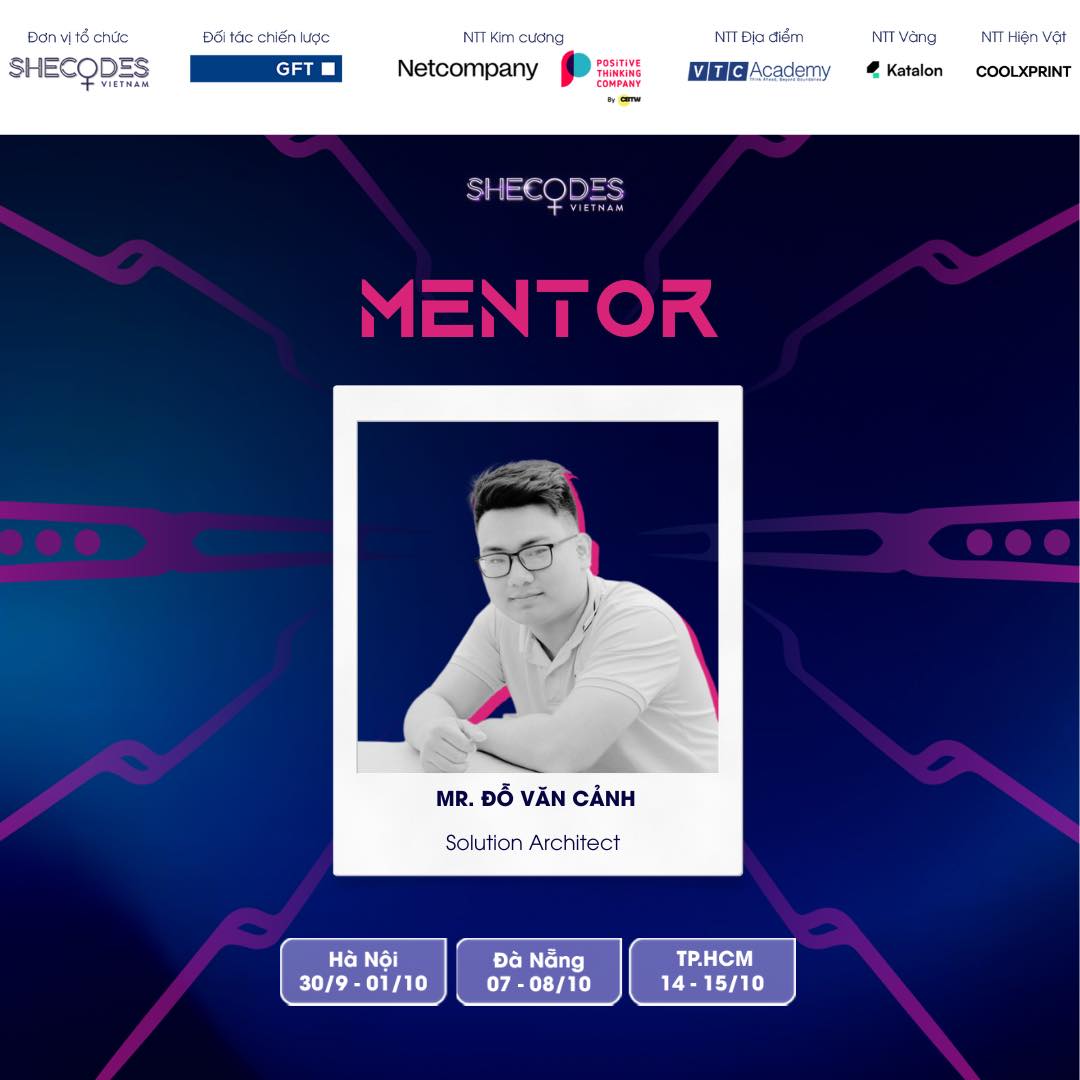 Đơn vị tổ chức
SHECODES
VIETNAM
Đối tác chiến lược
GFT
NTT Kim cương
Netcompany
POSITIVE
THINKING
COMPANY
By CBTW
NTT Địa điểm
VTC Academy
Think Ahead, Beyond Boundaries
NTT Vàng
Katalon
NTT Hiện Vật
COOLXPRINT
SHECODES
VIETNAM
MENTOR
MR. ĐỖ VĂN CẢNH
Solution Architect
Hà Nội
30/9 - 01/10
Đà Nẵng
07 - 08/10
TP.HCM
14 - 15/10